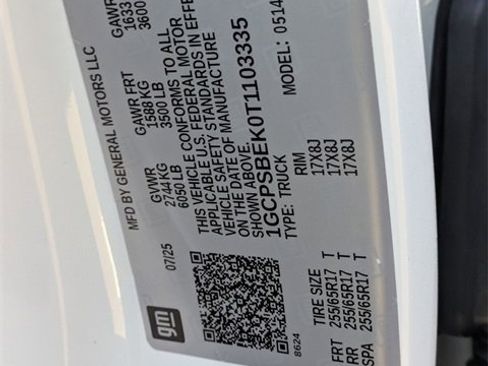 MFD BY GENERAL MOTORS LLC
07/25
GVWR
2744 KG
6050 LB
GAWR FRT
1588 KG
3500 LB
GAWR
1633
3600
THIS VEHICLE CONFORMS TO ALL
APPLICABLE U.S. FEDERAL MOTOR
VEHICLE SAFETY STANDARDS IN EFFE
ON THE DATE OF MANUFACTURE
SHOWN ABOVE.
1GCPSBEK0T1103335
TYPE: TRUCK MODEL: 0514
gm
8624
TIRE SIZE RIM
FRT 255/65R17 T 17X8J
RR 255/65R17 T 17X8J
SPA 255/65R17 T 17X8J